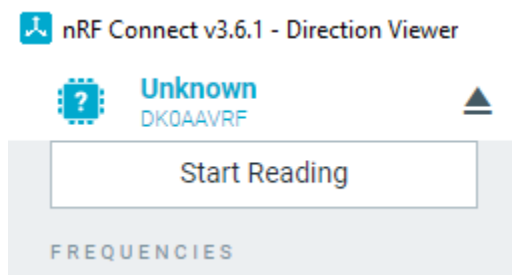 nRF Connect v3.6.1 - Direction Viewer
Unknown
DK0AAVRF
Start Reading
FREQUENCIES